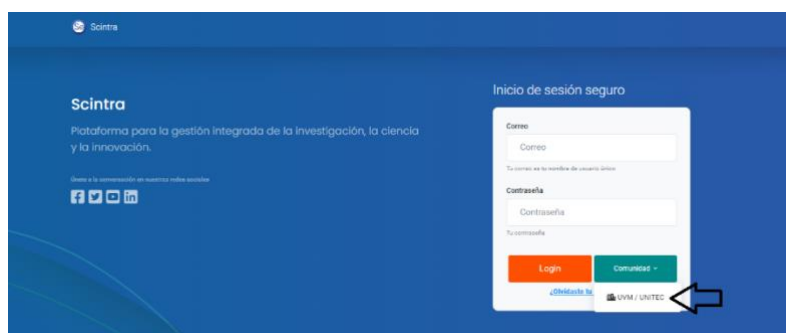 Scintra
Scintra
Plataforma para la gestión integrada de la investigación, la ciencia
y la innovación.
Únete a la conversación en nuestras redes sociales
Inicio de sesión seguro
Correo
Correo
Tu correo es tu nombre de usuario único
Contraseña
Contraseña
Tu contraseña
Login
Comunidad
¿Olvidaste tu
UVM / UNITEC